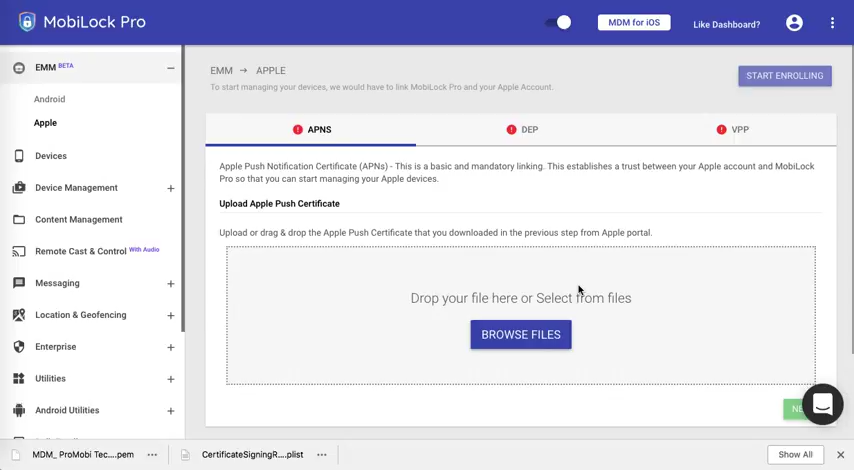 MobiLock Pro
MDM for iOS
Like Dashboard?
EMM BETA
Android
Apple
Devices
Device Management
Content Management
Remote Cast & Control With Audio
Messaging
Location & Geofencing
Enterprise
Utilities
Android Utilities
EMM → APPLE
To start managing your devices, we would have to link MobiLock Pro and your Apple Account.
START ENROLLING
! APNS
! DEP
! VPP
Apple Push Notification Certificate (APNs) - This is a basic and mandatory linking. This establishes a trust between your Apple account and MobiLock
Pro so that you can start managing your Apple devices.
Upload Apple Push Certificate
Upload or drag & drop the Apple Push Certificate that you downloaded in the previous step from Apple portal.
Drop your file here or Select from files
BROWSE FILES
MDM_ ProMobi Tec....pem
CertificateSigningR....plist
Show All